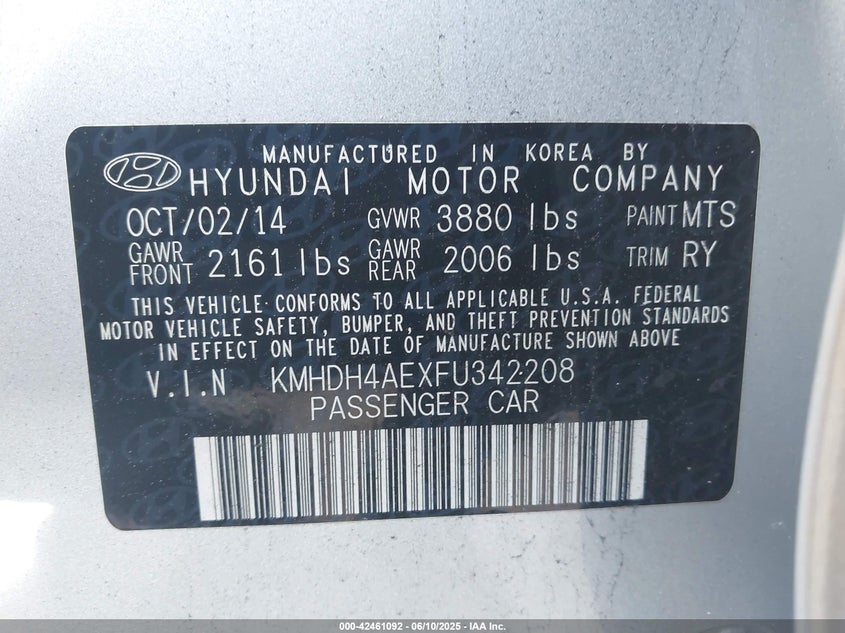 MANUFACTURED IN KOREA BY
HYUNDAI MOTOR COMPANY
OCT/02/14 GVWR 3880 lbs PAINT MTS
GAWR FRONT 2161 lbs GAWR REAR 2006 lbs TRIM RY
THIS VEHICLE CONFORMS TO ALL APPLICABLE U.S.A. FEDERAL
MOTOR VEHICLE SAFETY, BUMPER, AND THEFT PREVENTION STANDARDS
IN EFFECT ON THE DATE OF MANUFACTURE SHOWN ABOVE
V.I.N KMHDH4AEXFU342208
PASSENGER CAR
000-42461092 - 06/10/2025 - IAA Inc.